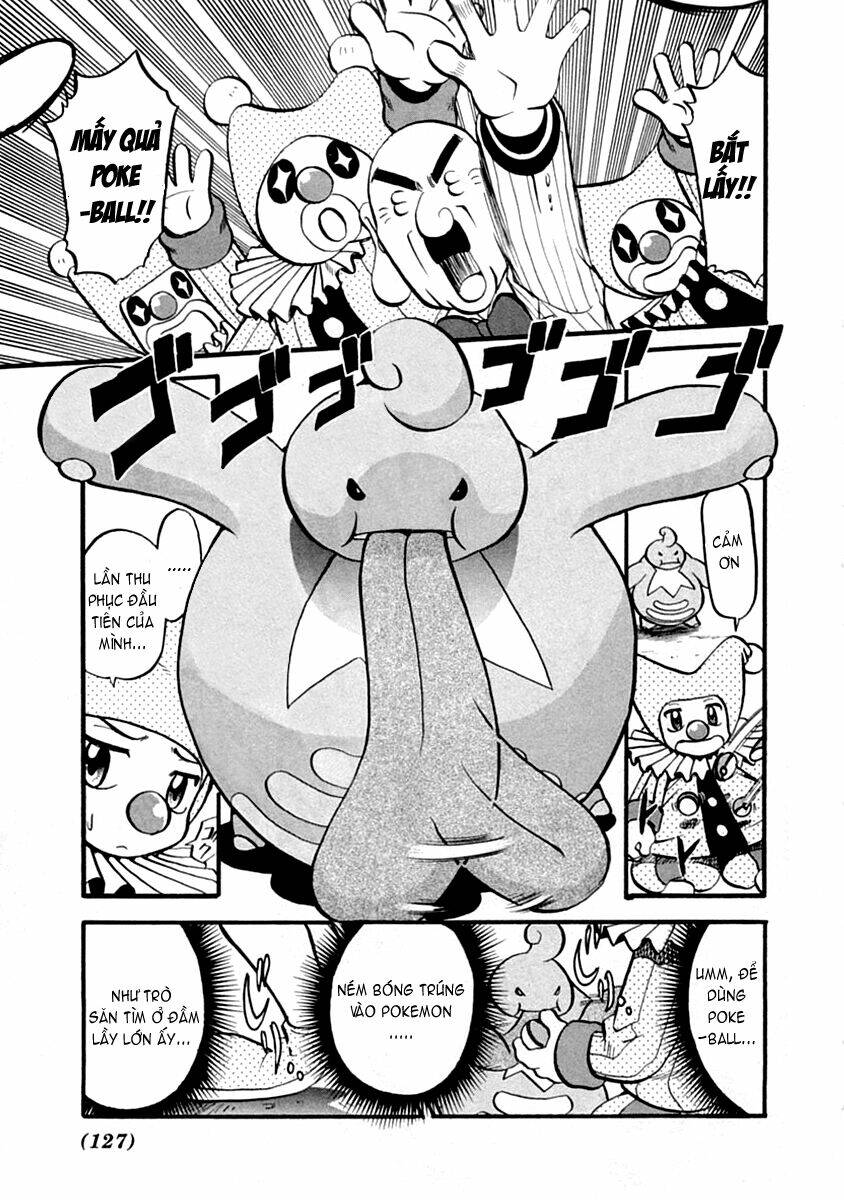 BẮT
LẤY!!
MẤY QUẢ
POKE
-BALL!!
ゴゴゴゴゴゴ
CẢM
ƠN
.....
LẦN THU
PHỤC ĐẦU
TIÊN CỦA
MÌNH...
UMM, ĐỂ
DÙNG
POKE
-BALL...
NÉM BÓNG TRÚNG
VÀO POKEMON
.....
NHƯ TRÒ
SĂN TÌM Ở ĐẦM
LẦY LỚN ẤY...
(127)